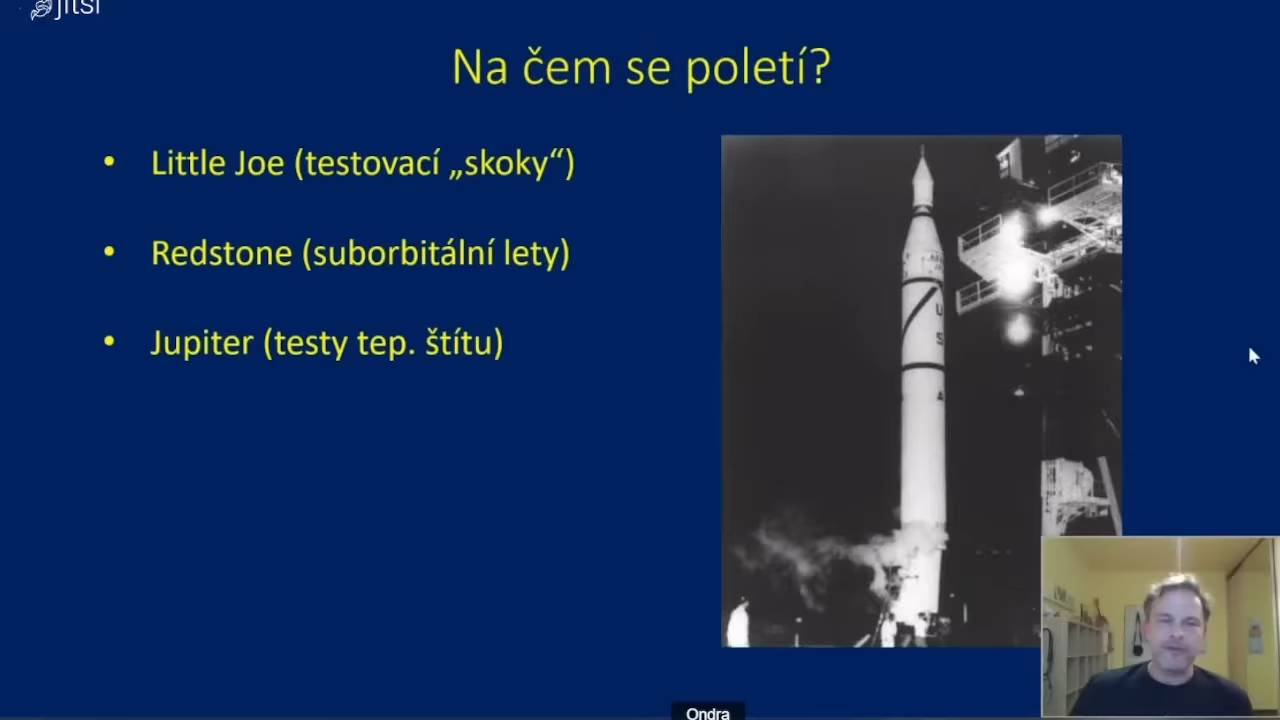 jitsi
Na čem se poletí?
• Little Joe (testovací „skoky“)
• Redstone (suborbitální lety)
• Jupiter (testy tep. štítu)
U
S
A
Ondra